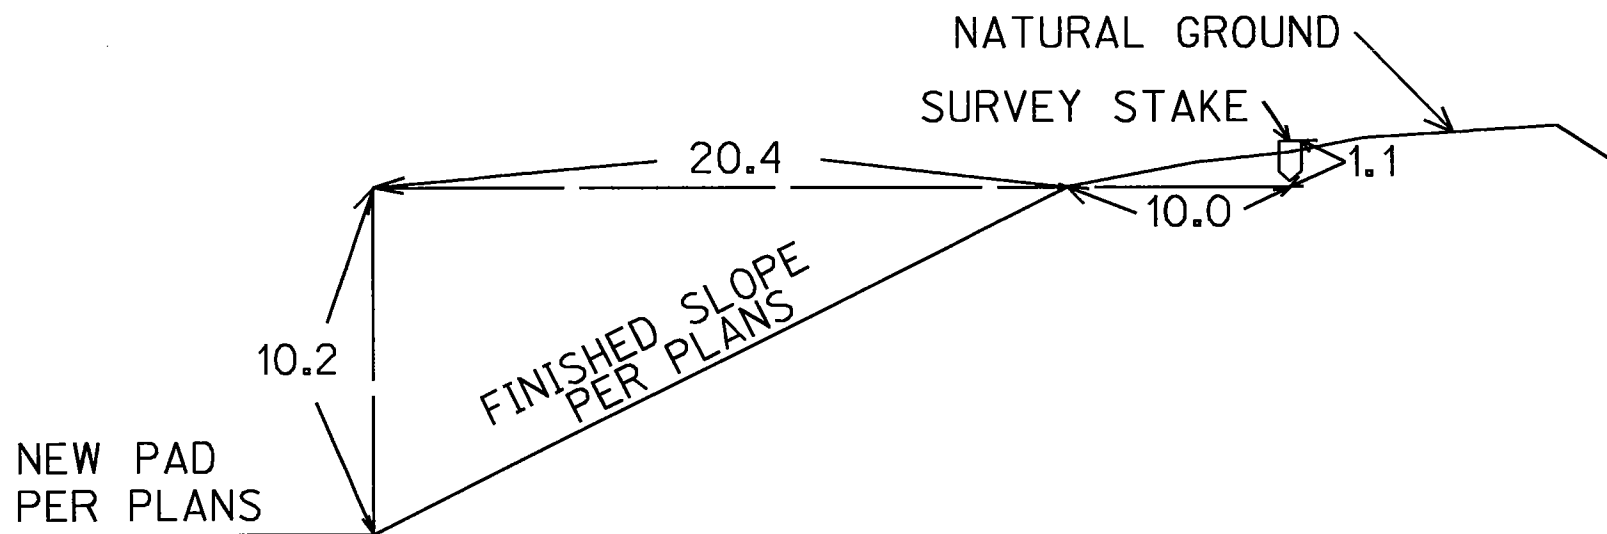 NATURAL GROUND
SURVEY STAKE
20.4
1.1
10.0
FINISHED SLOPE
PER PLANS
10.2
NEW PAD
PER PLANS